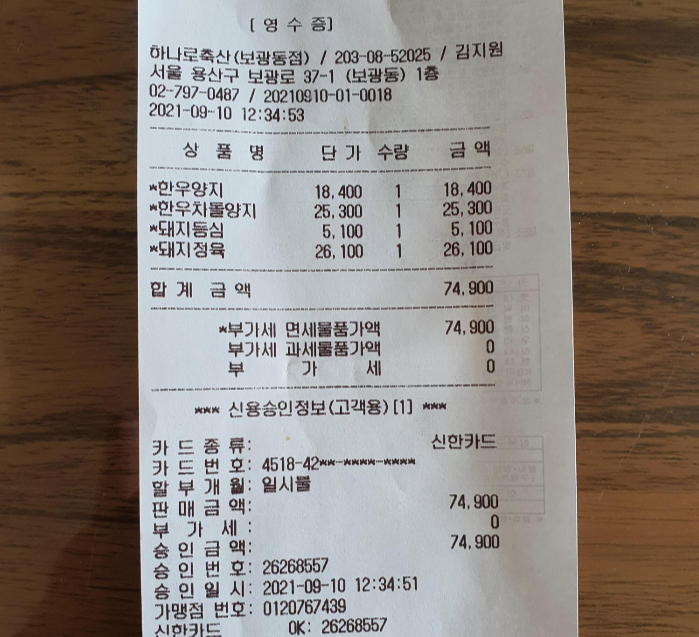 [ 영 수 증]
하나로축산(보광동점) / 203-08-52025 / 김지원
서울 용산구 보광로 37-1 (보광동) 1층
02-797-0487 / 20210910-01-0018
2021-09-10 12:34:53
상 품 명 단 가 수량 금 액
*한우양지 18,400 1 18,400
*한우차돌양지 25,300 1 25,300
*돼지등심 5,100 1 5,100
*돼지정육 26,100 1 26,100
합 계 금 액 74,900
*부가세 면세물품가액 74,900
부가세 과세물품가액 0
부 가 세 0
*** 신용승인정보(고객용)[1] ***
카 드 종 류: 신한카드
카 드 번 호: 4518-42**-****-****
할 부 개 월: 일시불
판 매 금 액: 74,900
부 가 세 : 0
승 인 금 액: 74,900
승 인 번 호: 26268557
승 인 일 시: 2021-09-10 12:34:51
가맹점 번호: 0120767439
신한카드 OK: 26268557